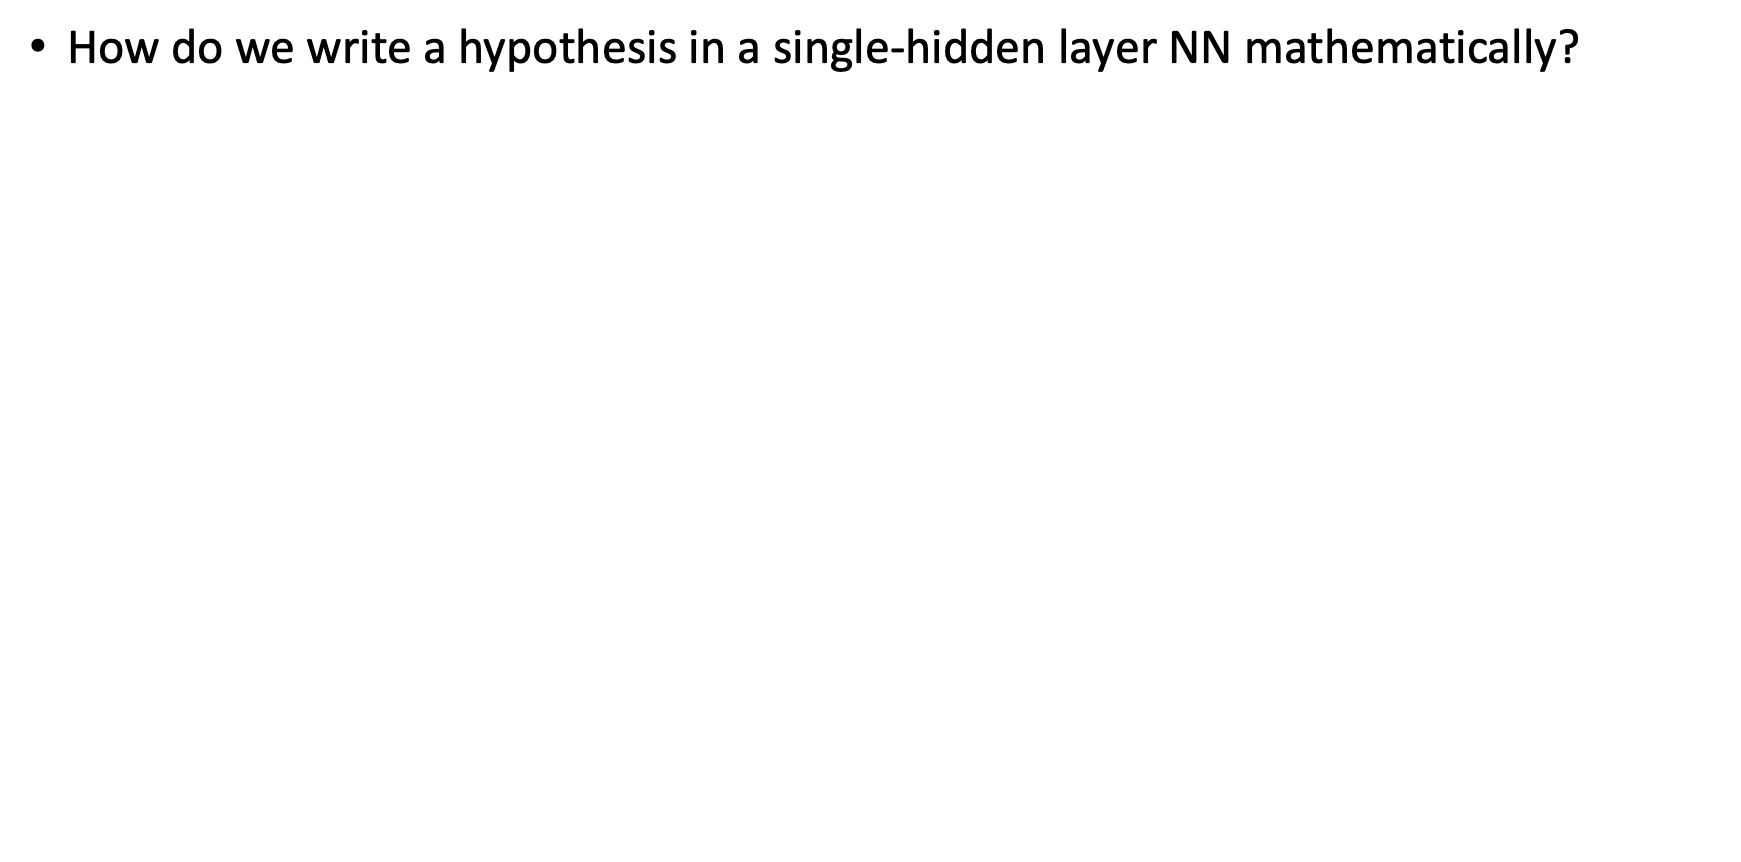 • How do we write a hypothesis in a single-hidden layer NN mathematically?